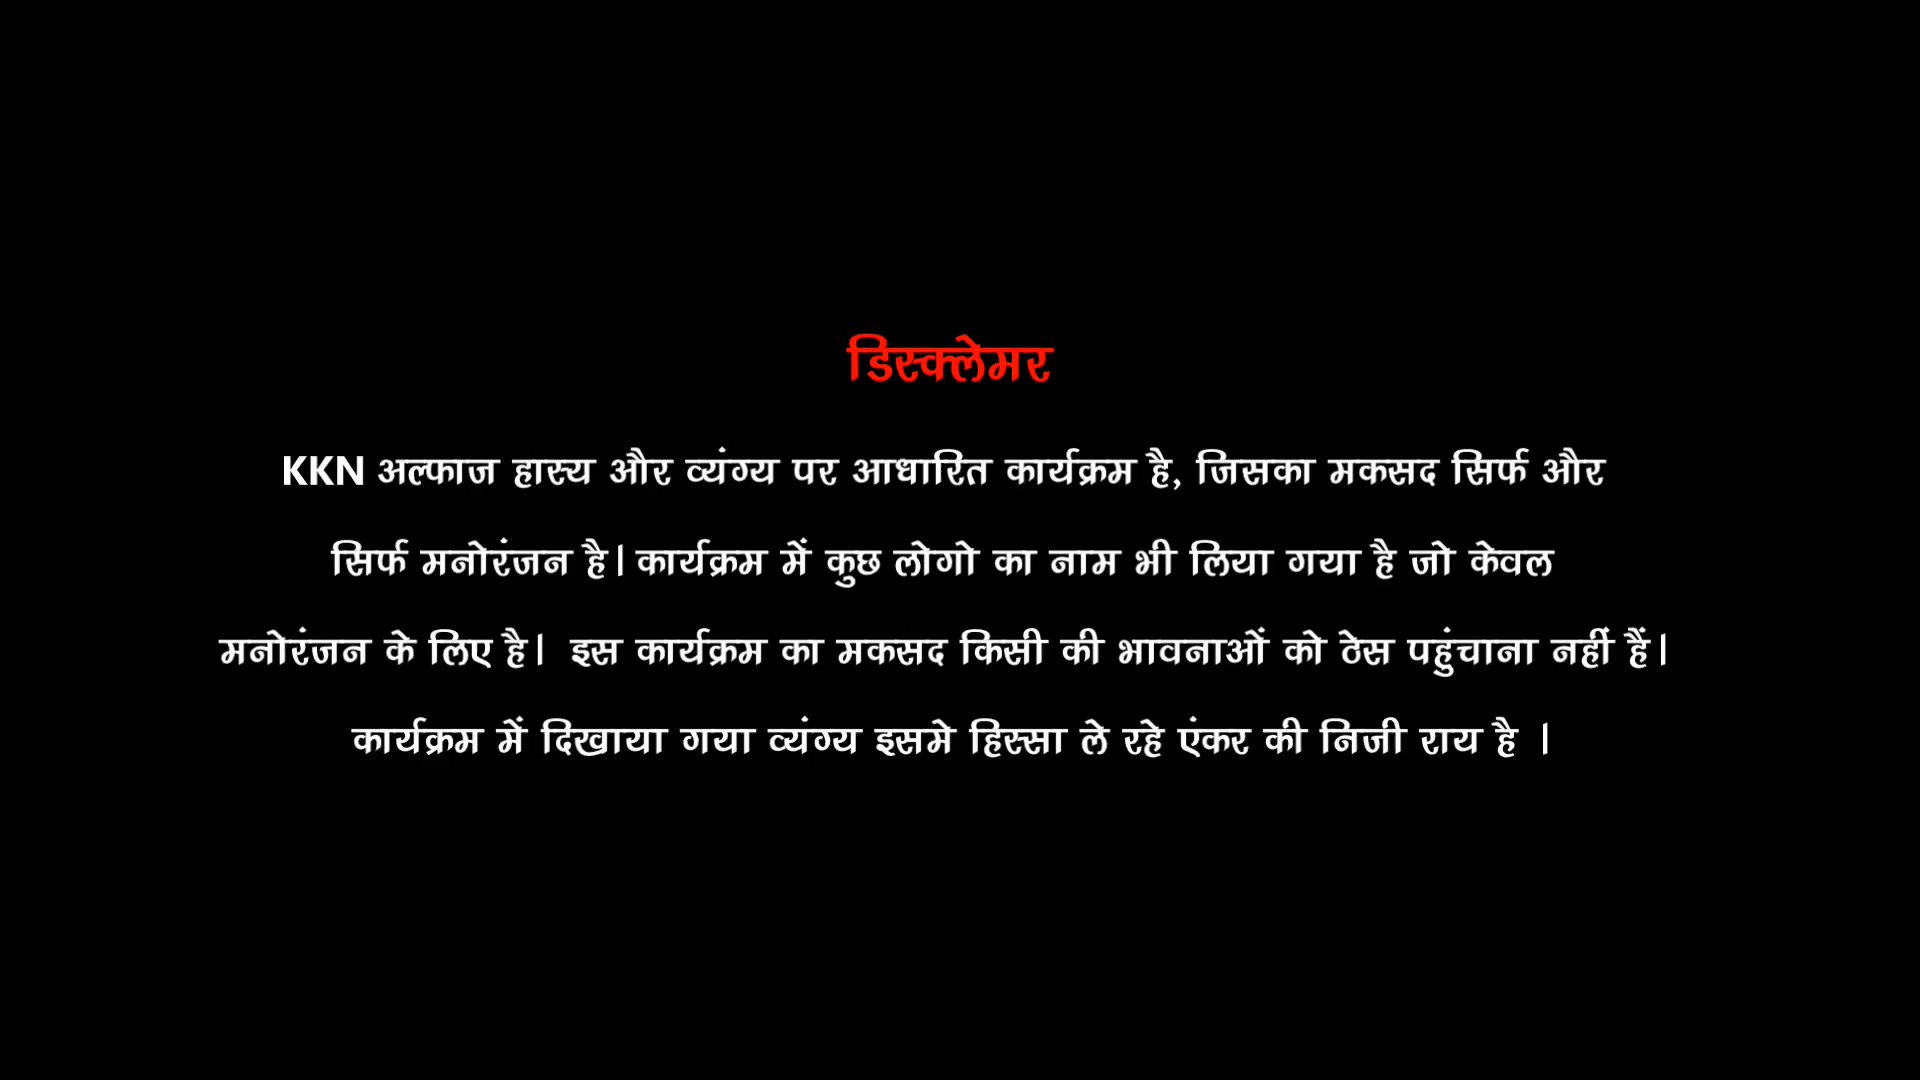 डिस्क्लेमर
KKN अल्फाज हास्य और व्यंग्य पर आधारित कार्यक्रम है, जिसका मकसद सिर्फ और
सिर्फ मनोरंजन है। कार्यक्रम में कुछ लोगो का नाम भी लिया गया है जो केवल
मनोरंजन के लिए है। इस कार्यक्रम का मकसद किसी की भावनाओं को ठेस पहुंचाना नहीं हैं।
कार्यक्रम में दिखाया गया व्यंग्य इसमे हिस्सा ले रहे एंकर की निजी राय है ।